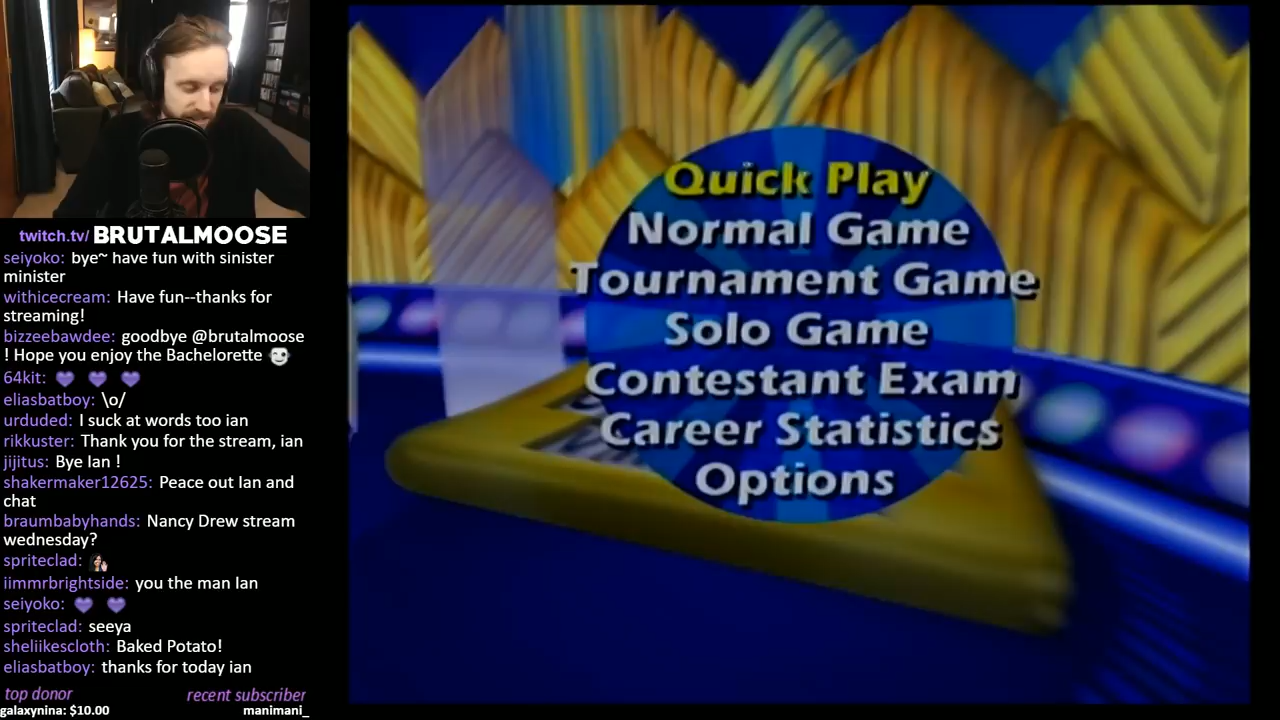 twitch.tv/ BRUTALMOOSE
seiyoko: bye~ have fun with sinister
minister
withicecream: Have fun--thanks for
streaming!
bizzeebawdee: goodbye @brutalmoose
! Hope you enjoy the Bachelorette
64kit:
eliasbatboy: \o/
urduded: I suck at words too ian
rikkuster: Thank you for the stream, ian
jijitus: Bye Ian !
shakermaker12625: Peace out Ian and
chat
braumbabyhands: Nancy Drew stream
wednesday?
spriteclad:
iimmrbrightside: you the man Ian
seiyoko:
spriteclad: seeya
sheliikescloth: Baked Potato!
eliasbatboy: thanks for today ian
top donor recent subscriber
galaxynina: $10.00 manimani_
Quick Play
Normal Game
Tournament Game
Solo Game
Contestant Exam
Career Statistics
Options